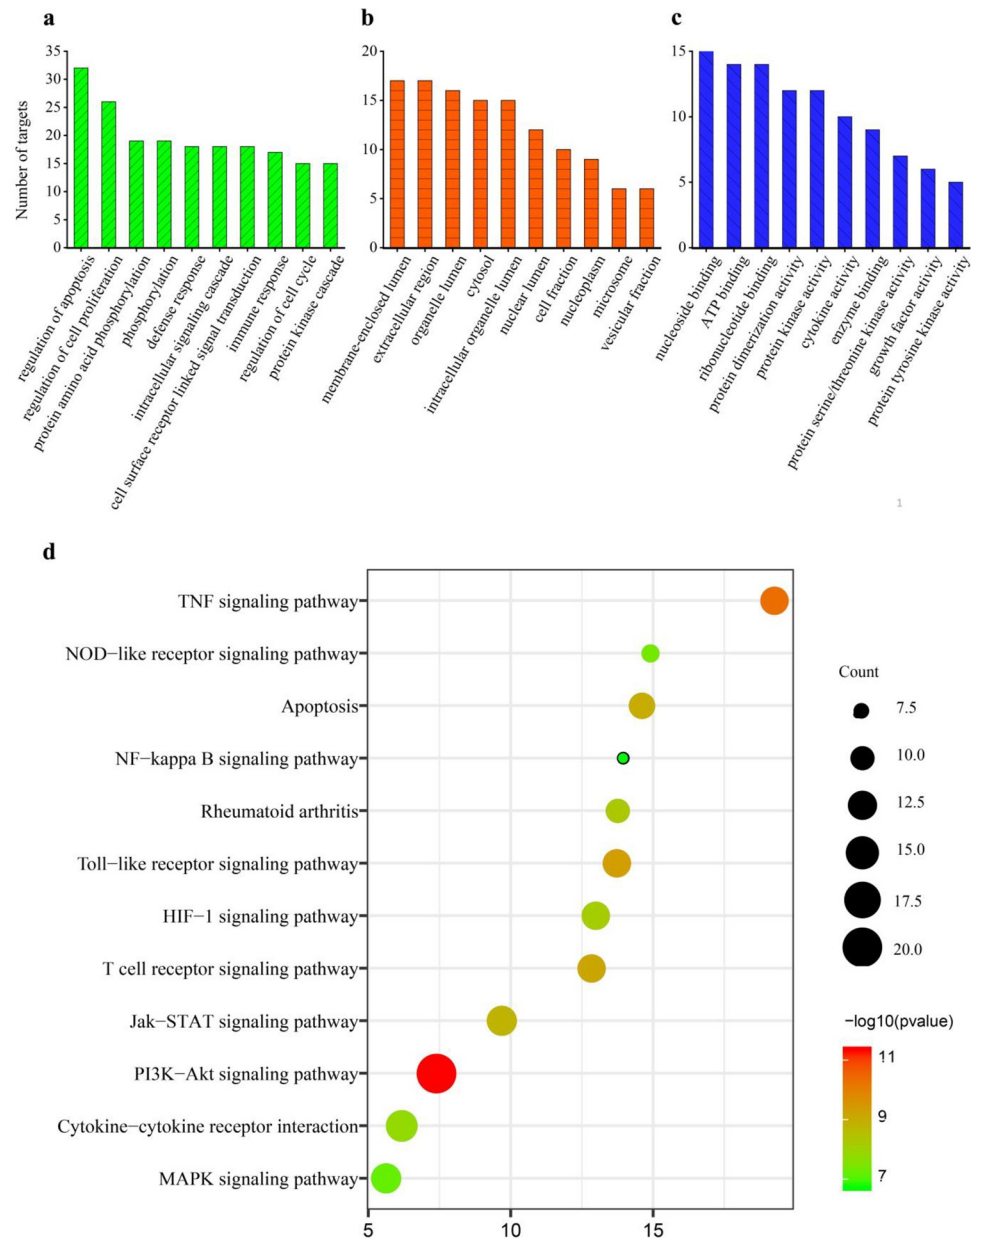 a
b
c
Number of targets
35
30
25
20
15
10
5
0
regulation of apoptosis
regulation of cell proliferation
protein amino acid phosphorylation
phosphorylation
defense response
intracellular signaling cascade
cell surface receptor linked signal transduction
immune response
regulation of cell cycle
protein kinase cascade
20
15
10
5
0
membrane-enclosed lumen
extracellular region
organelle lumen
cytosol
intracellular organelle lumen
nuclear lumen
cell fraction
nucleoplasm
microsome
vesicular fraction
15
10
5
0
nucleoside binding
ATP binding
ribonucleotide binding
protein dimerization activity
protein kinase activity
cytokine activity
enzyme binding
protein serine/threonine kinase activity
growth factor activity
protein tyrosine kinase activity
1
d
TNF signaling pathway
NOD−like receptor signaling pathway
Apoptosis
NF−kappa B signaling pathway
Rheumatoid arthritis
Toll−like receptor signaling pathway
HIF−1 signaling pathway
T cell receptor signaling pathway
Jak−STAT signaling pathway
PI3K−Akt signaling pathway
Cytokine−cytokine receptor interaction
MAPK signaling pathway
5
10
15
Count
7.5
10.0
12.5
15.0
17.5
20.0
−log10(pvalue)
11
9
7